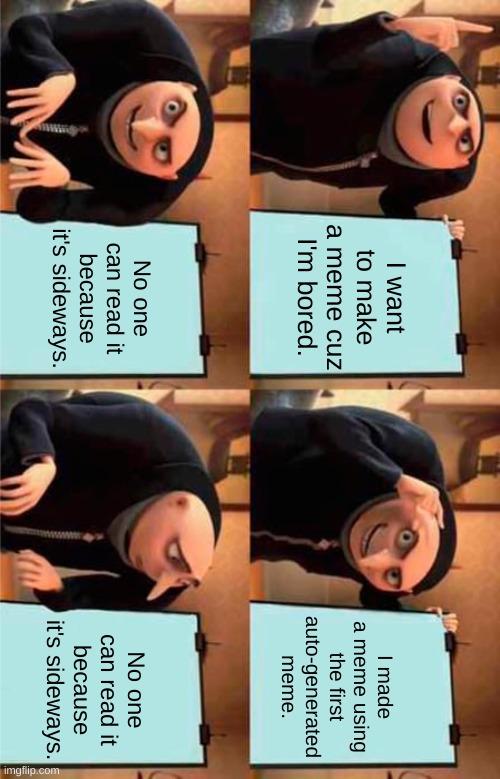 I want
to make
a meme cuz
I'm bored.
I made
a meme using
the first
auto-generated
meme.
No one
can read it
because
it's sideways.
No one
can read it
because
it's sideways.
imgflip.com